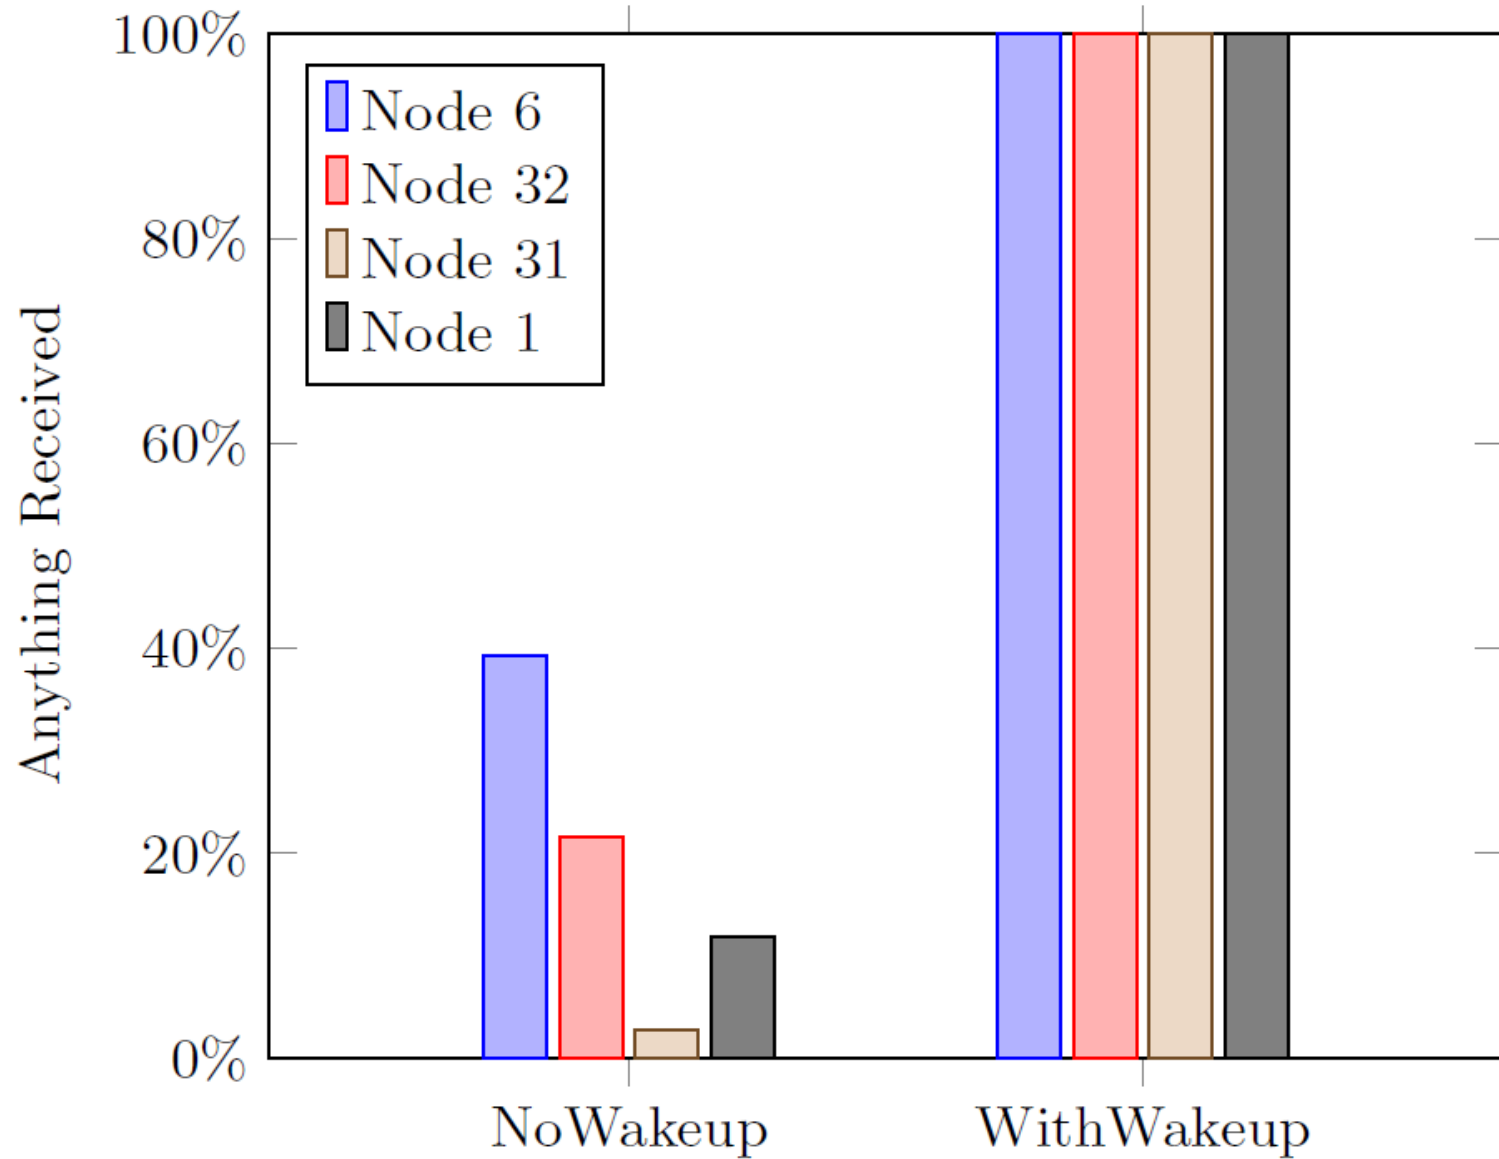 100%
80%
60%
40%
20%
0%
Anything Received
Node 6
Node 32
Node 31
Node 1
NoWakeup
WithWakeup